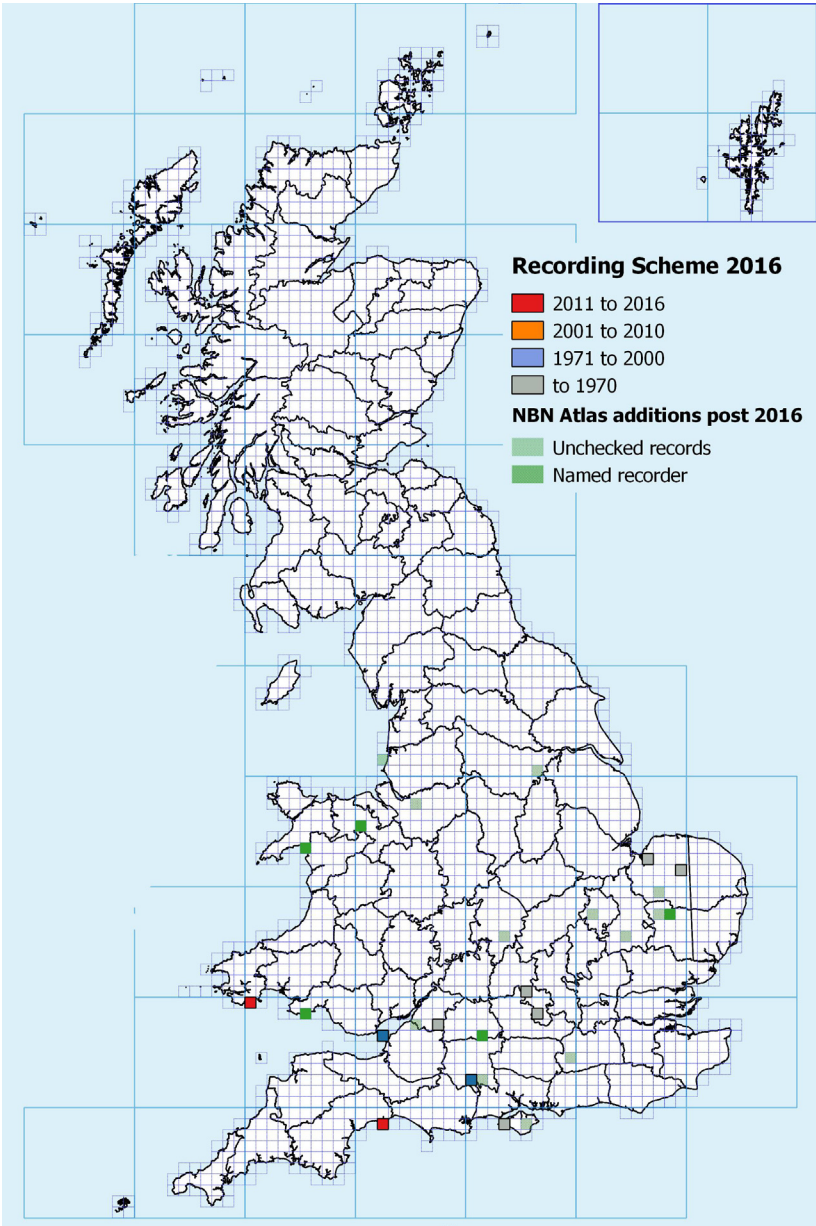 Recording Scheme 2016
2011 to 2016
2001 to 2010
1971 to 2000
to 1970
NBN Atlas additions post 2016
Unchecked records
Named recorder